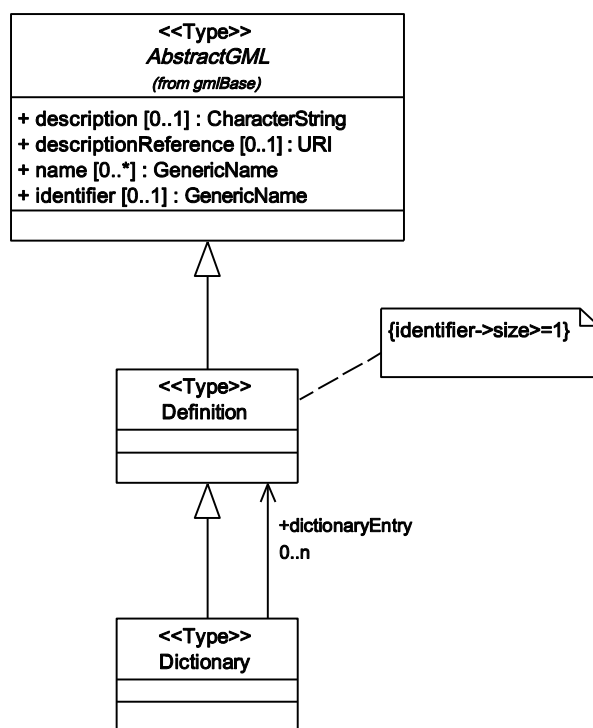 <<Type>>
AbstractGML
(from gmlBase)
+ description [0..1] : CharacterString
+ descriptionReference [0..1] : URI
+ name [0..*] : GenericName
+ identifier [0..1] : GenericName
{identifier->size>=1}
<<Type>>
Definition
+dictionaryEntry
0..n
<<Type>>
Dictionary